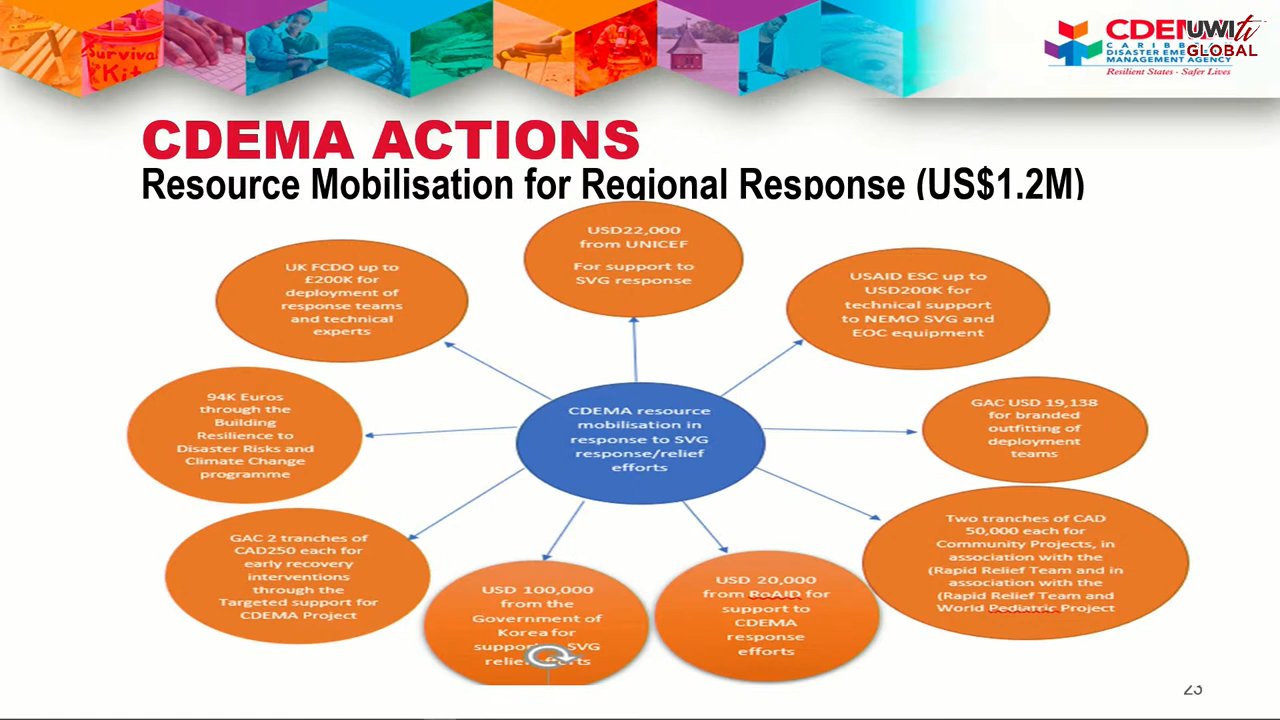 Survival
Kit
CDE
UWI tv
GLOBAL
DISASTER EME
MANAGEMENT AGENCY
Resilient States - Safer Lives
CDEMA ACTIONS
Resource Mobilisation for Regional Response (US$1.2M)
USD22,000
from UNICEF
For support to
SVG response
UK FCDO up to
£200K for
deployment of
response teams
and technical
experts
USAID ESC up to
USD200K for
technical support
to NEMO SVG and
EOC equipment
94K Euros
through the
Building
Resilience to
Disaster Risks and
Climate Change
programme
CDEMA resource
mobilisation in
response to SVG
response/relief
efforts
GAC USD 19,138
for branded
outfitting of
deployment
teams
GAC 2 tranches of
CAD250 each for
early recovery
interventions
through the
Targeted support for
CDEMA Project
USD 100,000
from the
Government of
Korea for
SVG
USD 20,000
from RoAID for
support to
CDEMA
response
efforts
Two tranches of CAD
50,000 each for
Community Projects, in
association with the
(Rapid Relief Team and in
association with the
(Rapid Relief Team and
World Pediatric Project
23